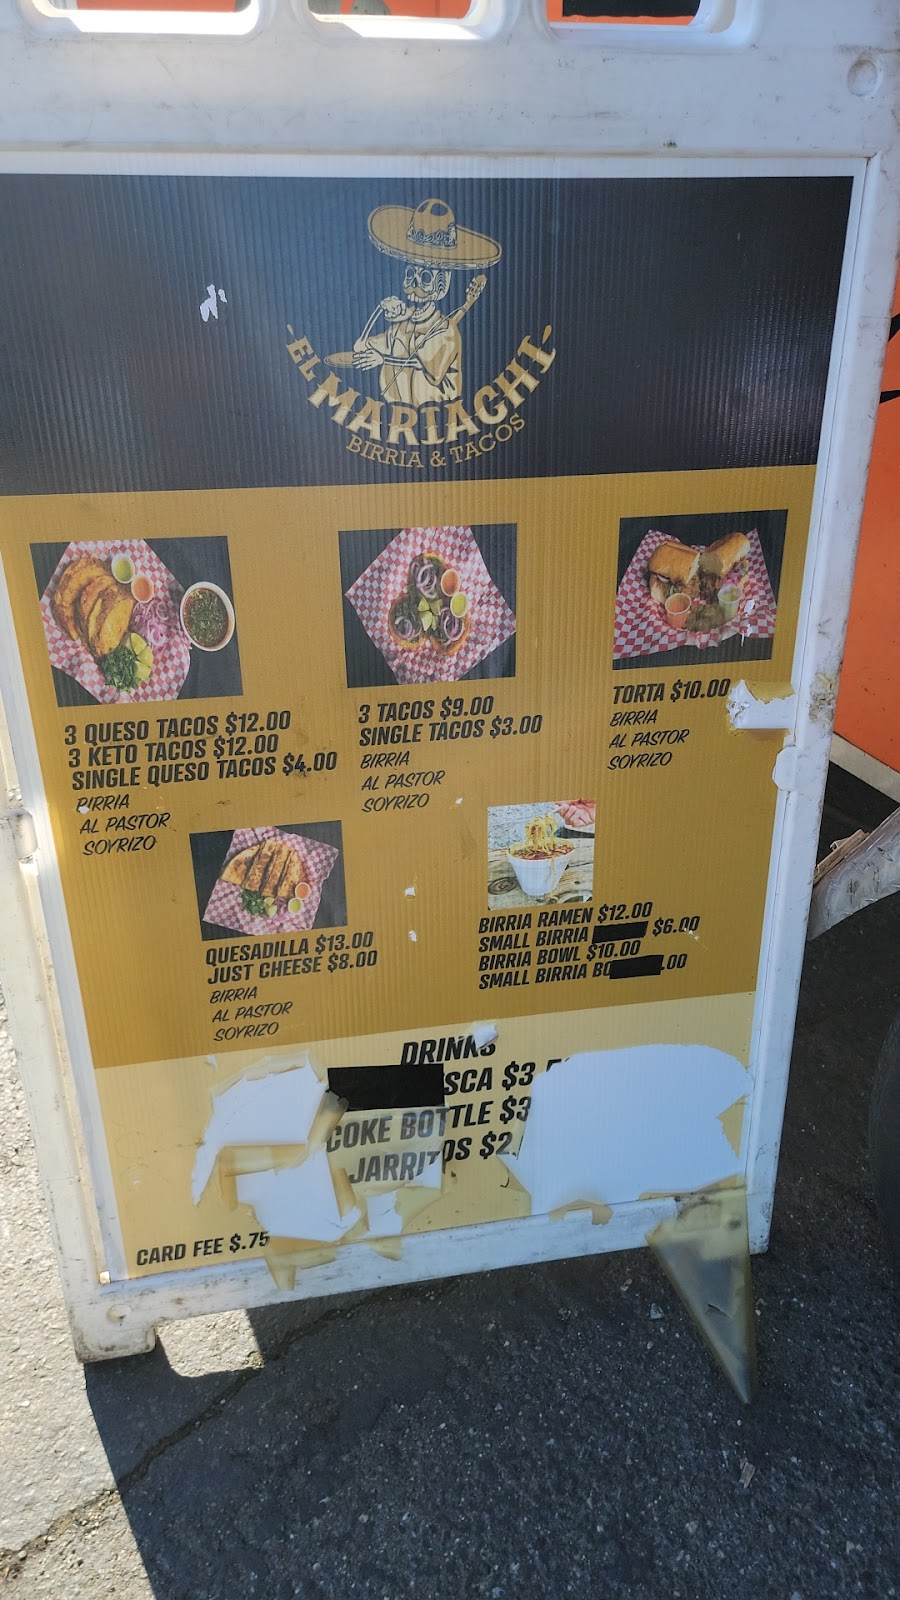 EL MARIACHI
BIRRIA & TACOS
3 QUESO TACOS $12.00
3 KETO TACOS $12.00
SINGLE QUESO TACOS $4.00
BIRRIA
AL PASTOR
SOYRIZO
3 TACOS $9.00
SINGLE TACOS $3.00
BIRRIA
AL PASTOR
SOYRIZO
TORTA $10.00
BIRRIA
AL PASTOR
SOYRIZO
QUESADILLA $13.00
JUST CHEESE $8.00
BIRRIA
AL PASTOR
SOYRIZO
BIRRIA RAMEN $12.00
SMALL BIRRIA $6.00
BIRRIA BOWL $10.00
SMALL BIRRIA
DRINKS
COKE BOTTLE
JARRITOS
CARD FEE $.75